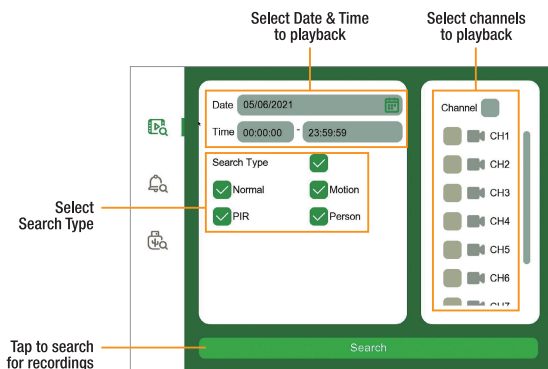 Select Date & Time
to playback
Select channels
to playback
Date 05/06/2021
Time 00:00:00 - 23:59:59
Search Type
Normal Motion
PIR Person
Channel
CH1
CH2
CH3
CH4
CH5
CH6
CH7
Select
Search Type
Tap to search
for recordings
Search